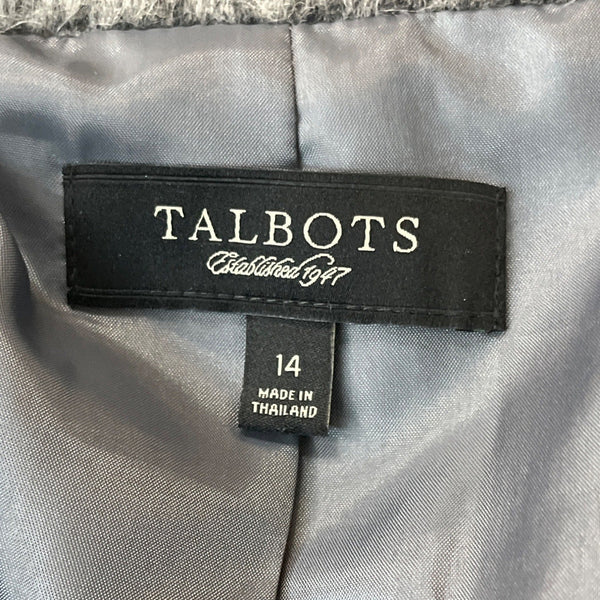 TALBOTS
Established 1947
14
MADE IN
THAILAND